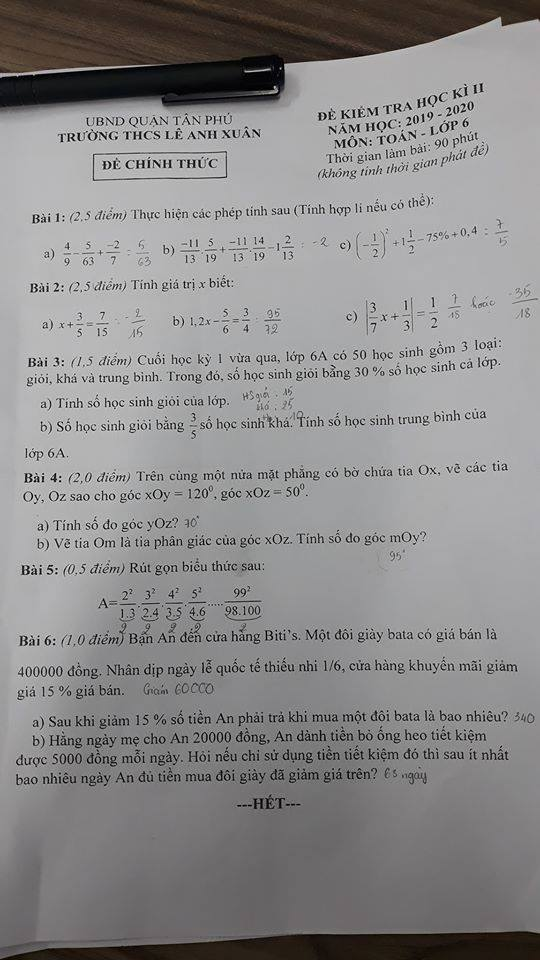 UBND QUẬN TÂN PHÚ
TRƯỜNG THCS LÊ ANH XUÂN
ĐỀ CHÍNH THỨC
ĐỀ KIỂM TRA HỌC KÌ II
NĂM HỌC: 2019 - 2020
MÔN: TOÁN - LỚP 6
Thời gian làm bài: 90 phút
(không tính thời gian phát đề)
Bài 1: (2,5 điểm) Thực hiện các phép tính sau (Tính hợp lí nếu có thể):
a) 4/9 - 5/63 + -2/7 = 5/63 b) -11/13 . 5/19 + -11/13 . 14/19 - 1 2/13 = -2 c) (-1/2)² + 1 1/2 - 75% + 0,4 = 7/5
Bài 2: (2,5 điểm) Tính giá trị x biết:
a) x + 3/5 = 7/15 = -2/15 b) 1,2x - 5/6 = 3/4 = 95/72 c) |3/7 x + 1/3| = 1/2 7/18 hoặc -35/18
Bài 3: (1,5 điểm) Cuối học kỳ 1 vừa qua, lớp 6A có 50 học sinh gồm 3 loại:
giỏi, khá và trung bình. Trong đó, số học sinh giỏi bằng 30 % số học sinh cả lớp.
a) Tính số học sinh giỏi của lớp. HS giỏi : 15
khá : 25
10
b) Số học sinh giỏi bằng 3/5 số học sinh khá. Tính số học sinh trung bình của
lớp 6A.
Bài 4: (2,0 điểm) Trên cùng một nửa mặt phẳng có bờ chứa tia Ox, vẽ các tia
Oy, Oz sao cho góc xOy = 120⁰, góc xOz = 50⁰.
a) Tính số đo góc yOz? 70°
b) Vẽ tia Om là tia phân giác của góc xOz. Tính số đo góc mOy?
95°
Bài 5: (0,5 điểm) Rút gọn biểu thức sau:
A= 2²/1.3 . 3²/2.4 . 4²/3.5 . 5²/4.6 ..... 99²/98.100
2 2 2 2 2
Bài 6: (1,0 điểm) Bạn An đến cửa hàng Biti's. Một đôi giày bata có giá bán là
400000 đồng. Nhân dịp ngày lễ quốc tế thiếu nhi 1/6, cửa hàng khuyến mãi giảm
giá 15 % giá bán. Giảm 60000
a) Sau khi giảm 15 % số tiền An phải trả khi mua một đôi bata là bao nhiêu? 340
b) Hằng ngày mẹ cho An 20000 đồng, An dành tiền bỏ ống heo tiết kiệm
được 5000 đồng mỗi ngày. Hỏi nếu chỉ sử dụng tiền tiết kiệm đó thì sau ít nhất
bao nhiêu ngày An đủ tiền mua đôi giày đã giảm giá trên? 68 ngày
---HẾT---